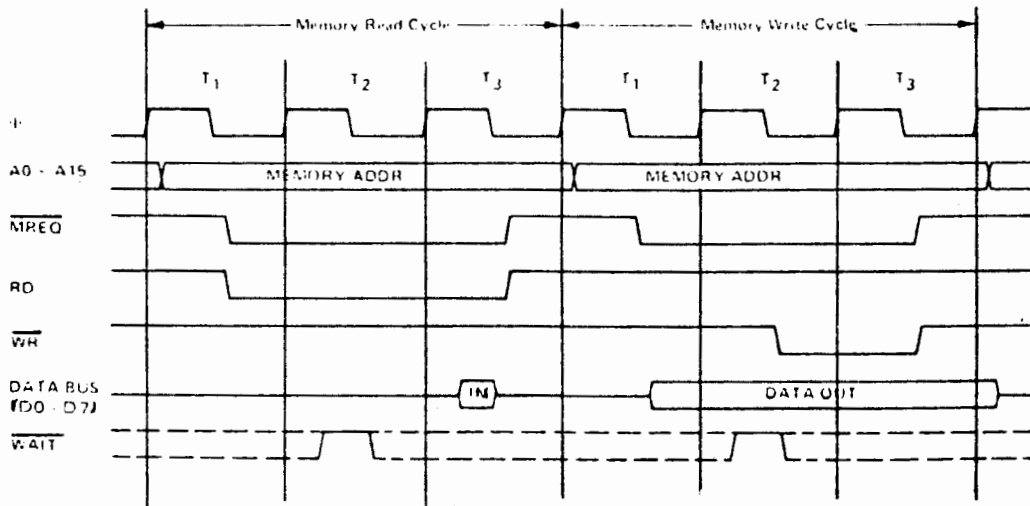 Memory Read Cycle Memory Write Cycle
T1 T2 T3 T1 T2 T3
Φ
A0 - A15 MEMORY ADDR MEMORY ADDR
MREQ
RD
WR
DATA BUS IN DATA OUT
(D0 - D7)
WAIT